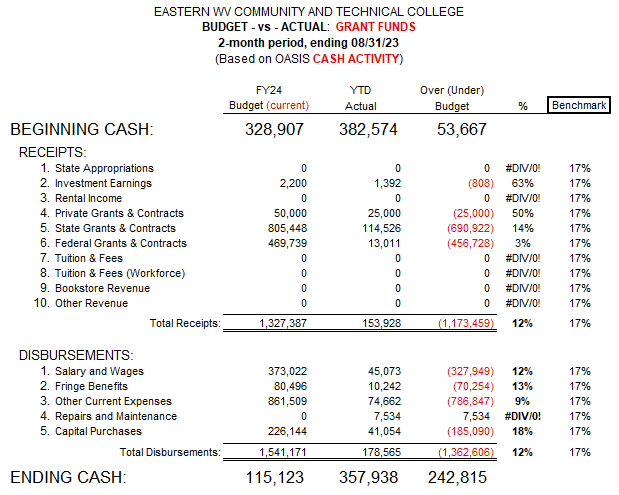 EASTERN WV COMMUNITY AND TECHNICAL COLLEGE
BUDGET - vs - ACTUAL: GRANT FUNDS
2-month period, ending 08/31/23
(Based on OASIS CASH ACTIVITY)
FY24 YTD Over (Under)
Budget (current) Actual Budget % Benchmark
BEGINNING CASH: 328,907 382,574 53,667
RECEIPTS:
1. State Appropriations 0 0 0 #DIV/0! 17%
2. Investment Earnings 2,200 1,392 (808) 63% 17%
3. Rental Income 0 0 0 #DIV/0! 17%
4. Private Grants & Contracts 50,000 25,000 (25,000) 50% 17%
5. State Grants & Contracts 805,448 114,526 (690,922) 14% 17%
6. Federal Grants & Contracts 469,739 13,011 (456,728) 3% 17%
7. Tuition & Fees 0 0 0 #DIV/0! 17%
8. Tuition & Fees (Workforce) 0 0 0 #DIV/0! 17%
9. Bookstore Revenue 0 0 0 #DIV/0! 17%
10. Other Revenue 0 0 0 #DIV/0! 17%
Total Receipts: 1,327,387 153,928 (1,173,459) 12% 17%
DISBURSEMENTS:
1. Salary and Wages 373,022 45,073 (327,949) 12% 17%
2. Fringe Benefits 80,496 10,242 (70,254) 13% 17%
3. Other Current Expenses 861,509 74,662 (786,847) 9% 17%
4. Repairs and Maintenance 0 7,534 7,534 #DIV/0! 17%
5. Capital Purchases 226,144 41,054 (185,090) 18% 17%
Total Disbursements: 1,541,171 178,565 (1,362,606) 12% 17%
ENDING CASH: 115,123 357,938 242,815